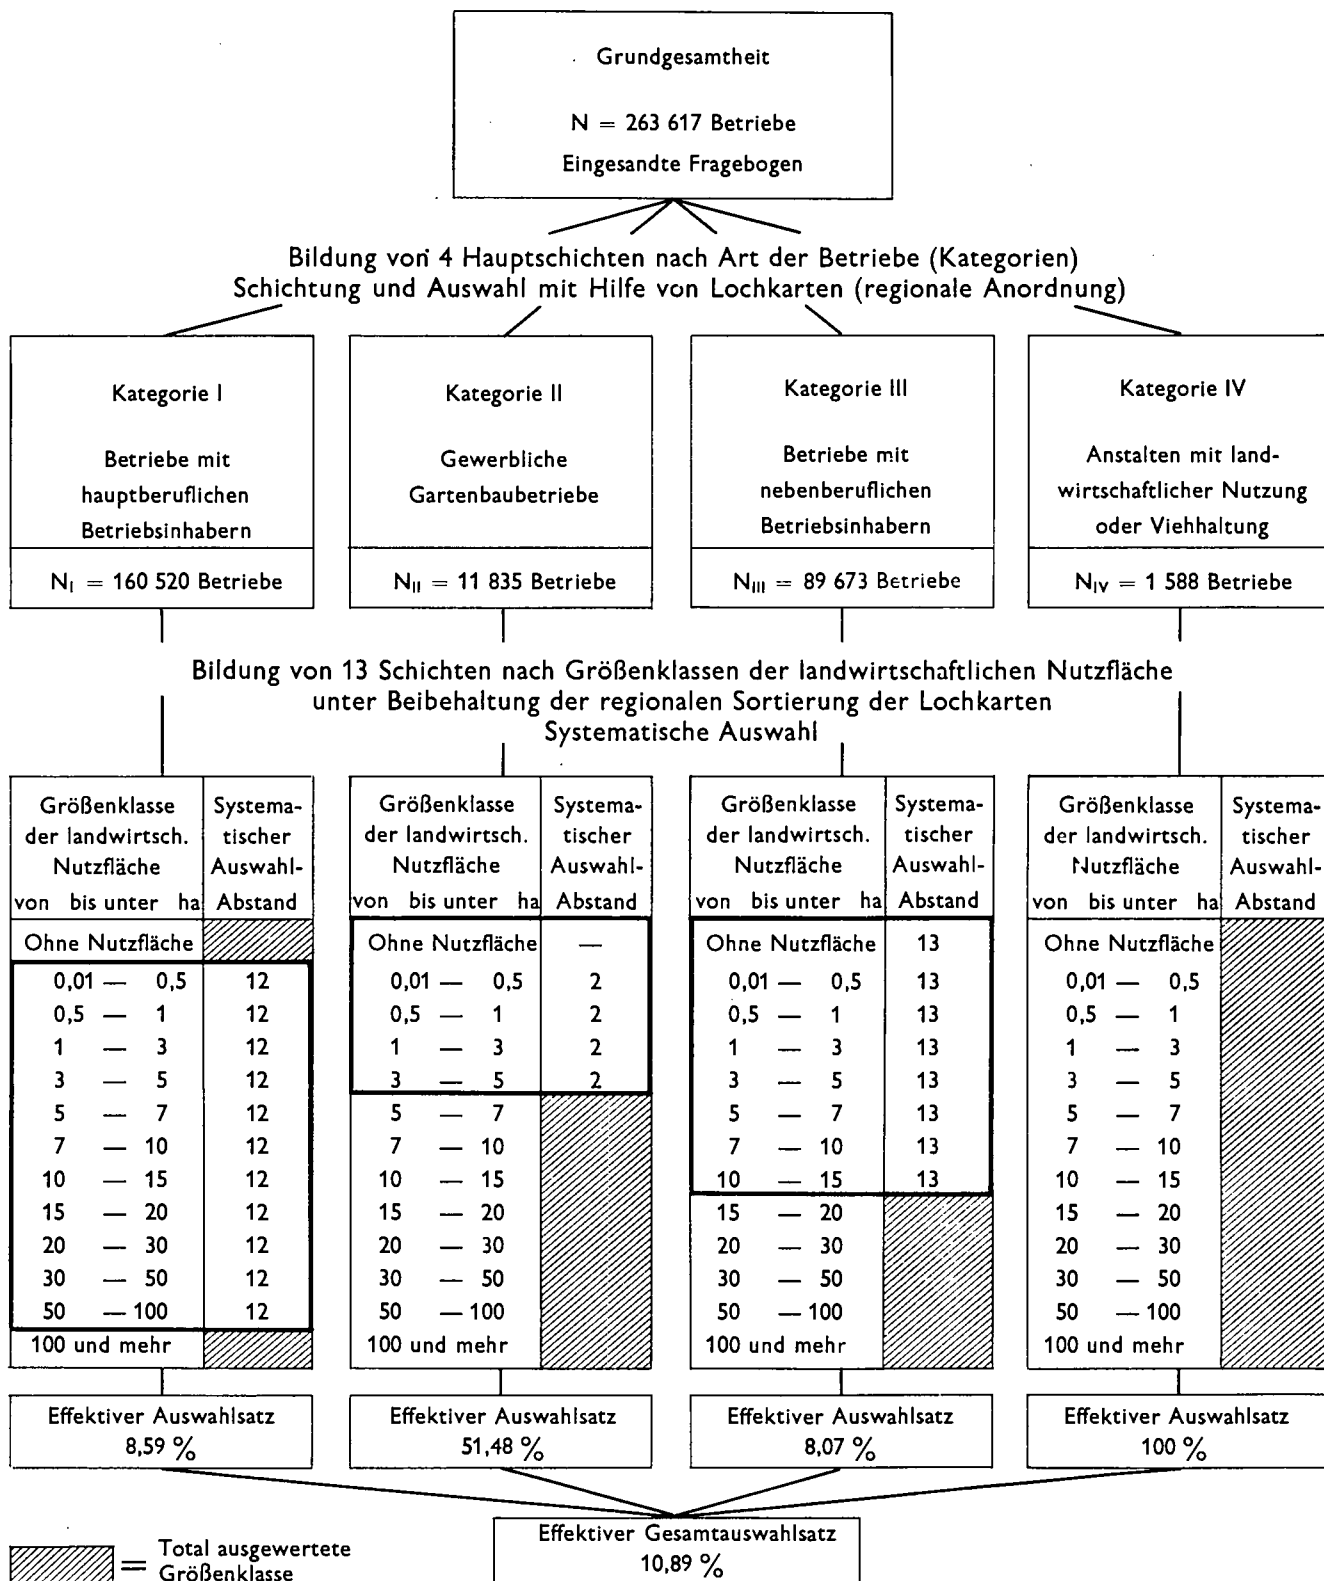 Grundgesamtheit
N = 263 617 Betriebe
Eingesandte Fragebogen
Bildung von 4 Hauptschichten nach Art der Betriebe (Kategorien)
Schichtung und Auswahl mit Hilfe von Lochkarten (regionale Anordnung)
Kategorie I
Betriebe mit
hauptberuflichen
Betriebsinhabern
N_I = 160 520 Betriebe
Kategorie II
Gewerbliche
Gartenbaubetriebe
N_II = 11 835 Betriebe
Kategorie III
Betriebe mit
nebenberuflichen
Betriebsinhabern
N_III = 89 673 Betriebe
Kategorie IV
Anstalten mit land-
wirtschaftlicher Nutzung
oder Viehhaltung
N_IV = 1 588 Betriebe
Bildung von 13 Schichten nach Größenklassen der landwirtschaftlichen Nutzfläche
unter Beibehaltung der regionalen Sortierung der Lochkarten
Systematische Auswahl
Größenklasse
der landwirtsch.
Nutzfläche
von bis unter ha
Systema-
tischer
Auswahl-
Abstand
Ohne Nutzfläche
0,01 — 0,5 12
0,5 — 1 12
1 — 3 12
3 — 5 12
5 — 7 12
7 — 10 12
10 — 15 12
15 — 20 12
20 — 30 12
30 — 50 12
50 — 100 12
100 und mehr
Effektiver Auswahlsatz
8,59 %
Größenklasse
der landwirtsch.
Nutzfläche
von bis unter ha
Systema-
tischer
Auswahl-
Abstand
Ohne Nutzfläche —
0,01 — 0,5 2
0,5 — 1 2
1 — 3 2
3 — 5 2
5 — 7
7 — 10
10 — 15
15 — 20
20 — 30
30 — 50
50 — 100
100 und mehr
Effektiver Auswahlsatz
51,48 %
Größenklasse
der landwirtsch.
Nutzfläche
von bis unter ha
Systema-
tischer
Auswahl-
Abstand
Ohne Nutzfläche 13
0,01 — 0,5 13
0,5 — 1 13
1 — 3 13
3 — 5 13
5 — 7 13
7 — 10 13
10 — 15 13
15 — 20
20 — 30
30 — 50
50 — 100
100 und mehr
Effektiver Auswahlsatz
8,07 %
Größenklasse
der landwirtsch.
Nutzfläche
von bis unter ha
Systema-
tischer
Auswahl-
Abstand
Ohne Nutzfläche
0,01 — 0,5
0,5 — 1
1 — 3
3 — 5
5 — 7
7 — 10
10 — 15
15 — 20
20 — 30
30 — 50
50 — 100
100 und mehr
Effektiver Auswahlsatz
100 %
Effektiver Gesamtauswahlsatz
10,89 %
= Total ausgewertete
Größenklasse